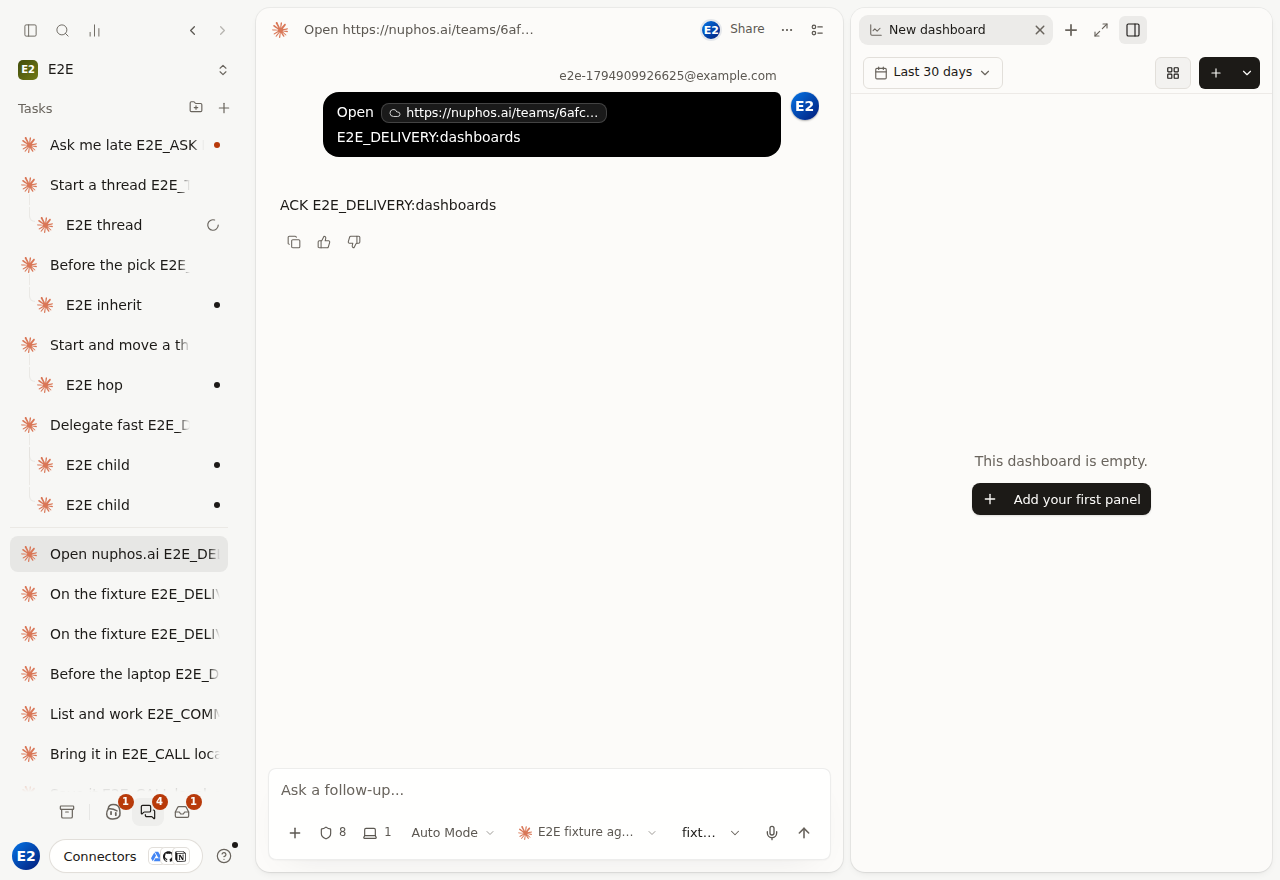 E2 E2E
Tasks
Ask me late E2E_ASK
Start a thread E2E_
E2E thread
Before the pick E2E_
E2E inherit
Start and move a th
E2E hop
Delegate fast E2E_D
E2E child
E2E child
Open nuphos.ai E2E_DE
On the fixture E2E_DELIV
On the fixture E2E_DELIV
Before the laptop E2E_D
List and work E2E_COMM
Bring it in E2E_CALL loca
1 4 1
E2 Connectors
Open https://nuphos.ai/teams/6af...
E2 Share
e2e-1794909926625@example.com
Open https://nuphos.ai/teams/6afc...
E2E_DELIVERY:dashboards
E2
ACK E2E_DELIVERY:dashboards
Ask a follow-up...
8 1 Auto Mode E2E fixture ag... fixt...
New dashboard
Last 30 days
This dashboard is empty.
Add your first panel